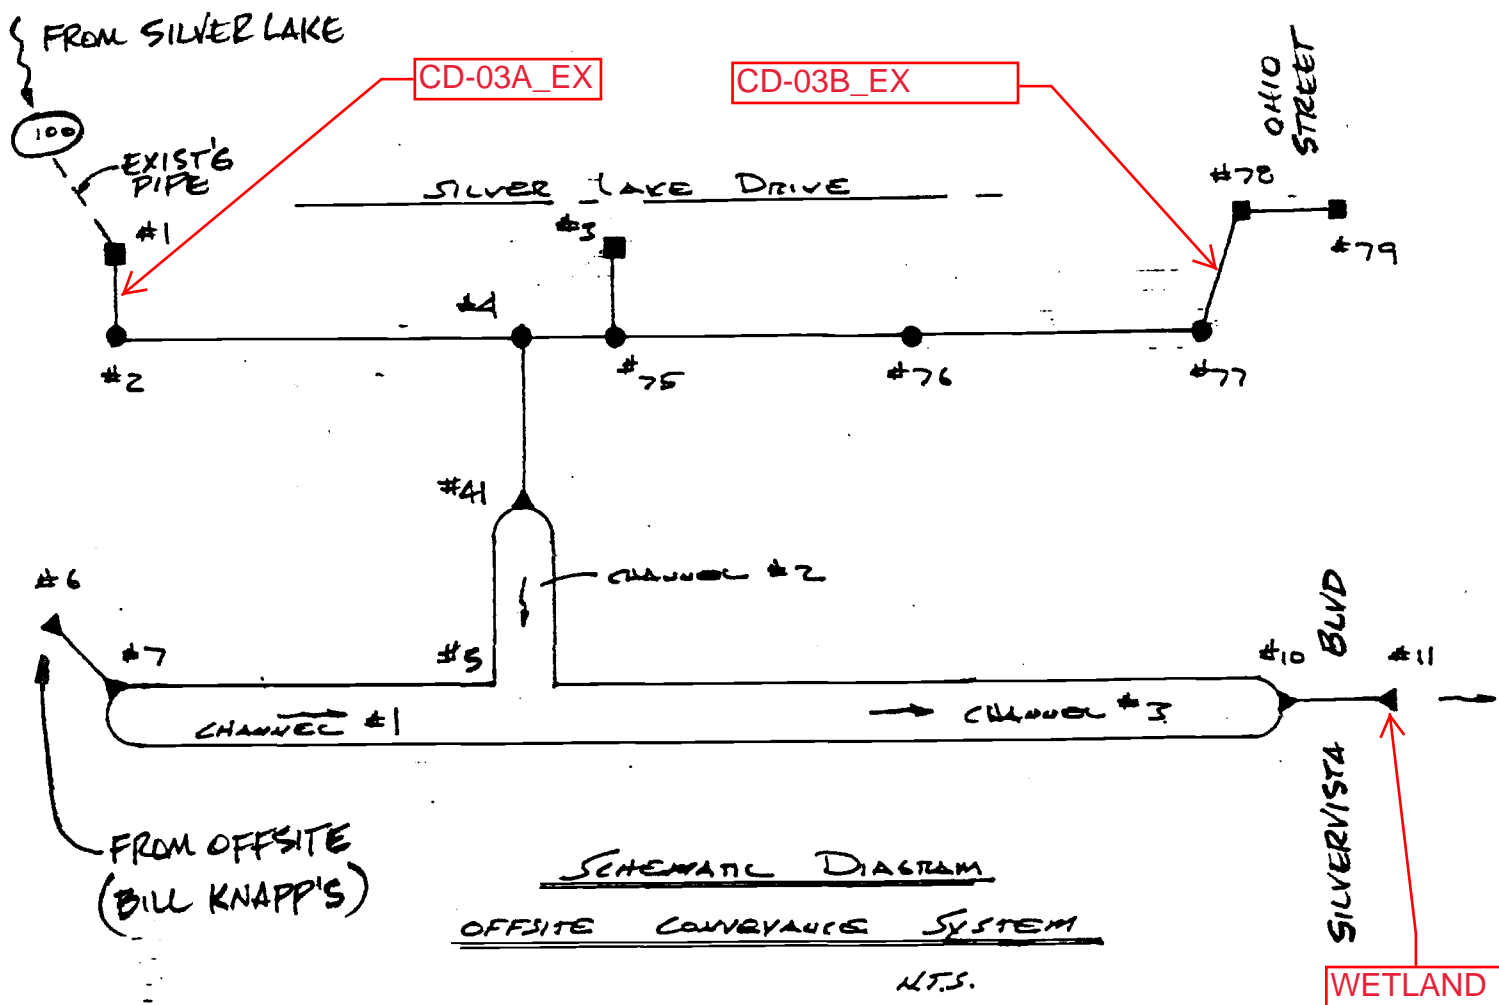 FROM SILVER LAKE
CD-03A_EX
CD-03B_EX
OHIO
STREET
100
EXIST'G
PIPE
SILVER LAKE DRIVE
#78
#1
#3
#79
#4
#2
#75
#76
#77
#41
CHANNEL #2
#6
#7
#5
#10
BLVD
#11
CHANNEL #1
CHANNEL #3
SILVERVISTA
FROM OFFSITE
(BILL KNAPP'S)
SCHEMATIC DIAGRAM
OFFSITE CONVEYANCE SYSTEM
N.T.S.
WETLAND